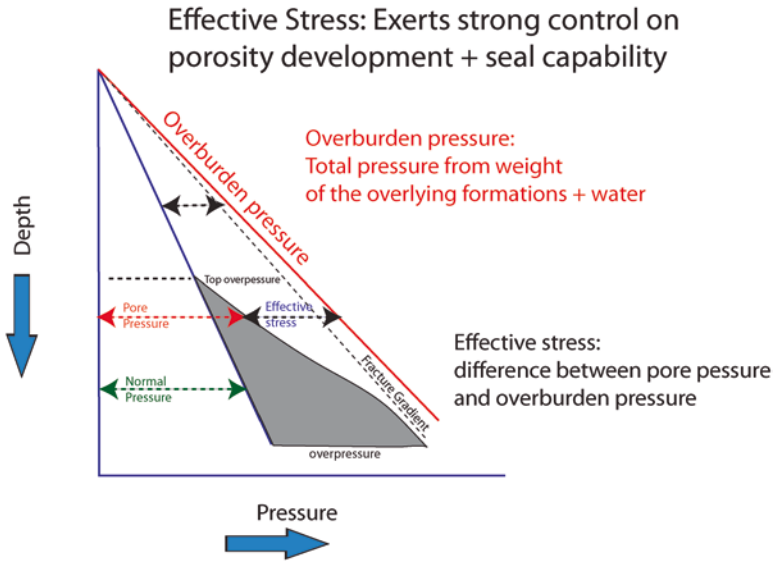 Effective Stress: Exerts strong control on
porosity development + seal capability
Overburden pressure
Overburden pressure:
Total pressure from weight
of the overlying formations + water
Depth
Top overpessure
Pore
Pressure
Effective
stress
Normal
Pressure
Fracture Gradient
Effective stress:
difference between pore pessure
and overburden pressure
overpressure
Pressure